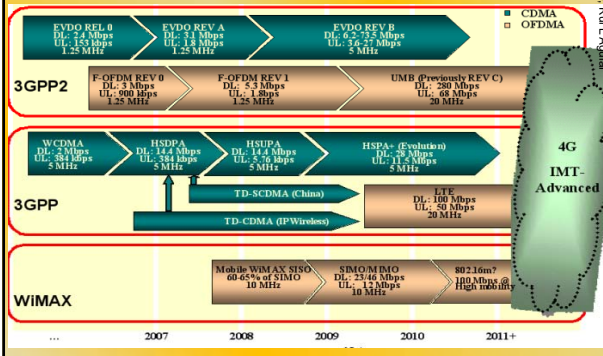 CDMA
OFDMA
EVDO REL 0
DL: 2.4 Mbps
UL: 153 kbps
1.25 MHz
EVDO REV A
DL: 3.1 Mbps
UL: 1.8 Mbps
1.25 MHz
EVDO REV B
DL: 6.2-73.5 Mbps
UL: 3.6-27 Mbps
5 MHz
3GPP2
F-OFDM REV 0
DL: 3 Mbps
UL: 900 kbps
1.25 MHz
F-OFDM REV 1
DL: 5.3 Mbps
UL: 1.8bps
1.25 MHz
UMB (Previously REV C)
DL: 280 Mbps
UL: 68 Mbps
20 MHz
WCDMA
DL: 2 Mbps
UL: 384 kbps
5 MHz
HSDPA
DL: 14.4 Mbps
UL: 384 kbps
5 MHz
HSUPA
DL: 14.4 Mbps
UL: 5.76 kbps
5 MHz
HSPA+ (Evolution)
DL: 28 Mbps
UL: 11.5 Mbps
5 MHz
3GPP
TD-SCDMA (China)
TD-CDMA (IPWireless)
LTE
DL: 100 Mbps
UL: 50 Mbps
20 MHz
4G
IMT-
Advanced
WiMAX
Mobile WiMAX SISO
60-65% of SIMO
10 MHz
SIMO/MIMO
DL: 23/46 Mbps
UL: 12 Mbps
10 MHz
802.16m?
100 Mbps @
High mobility
... 2007 2008 2009 2010 2011+